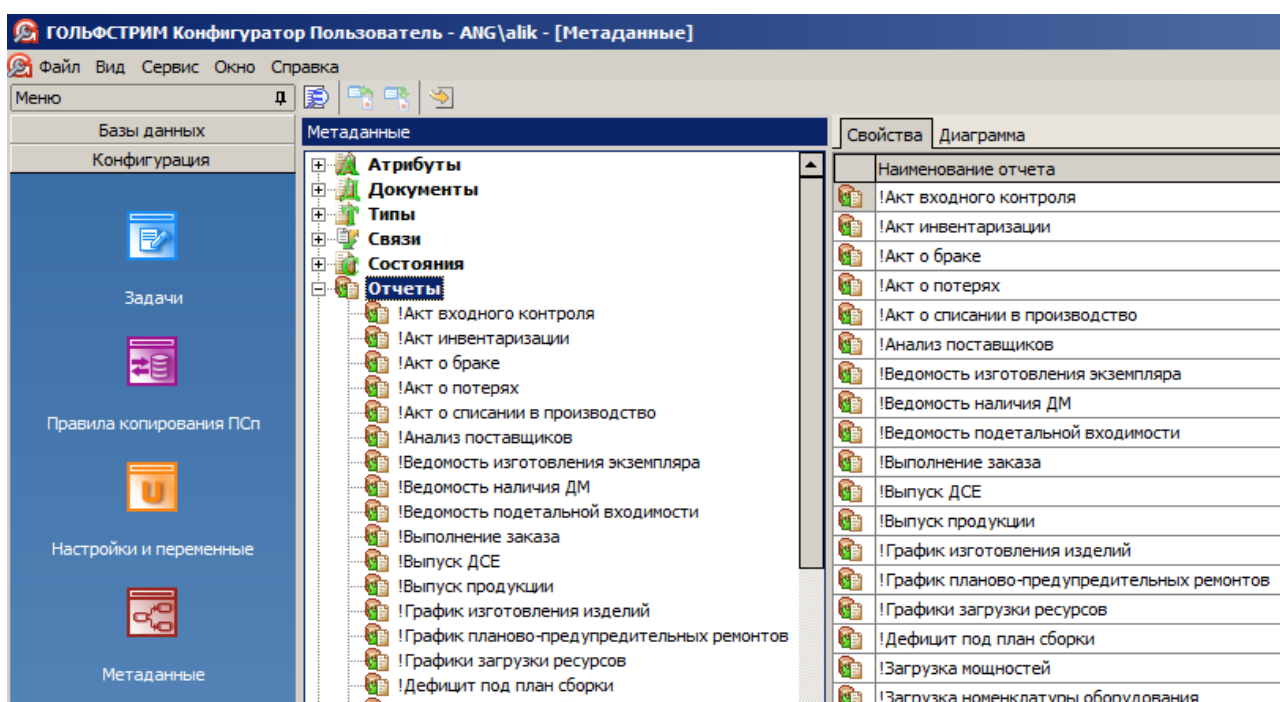 ГОЛЬФСТРИМ Конфигуратор Пользователь - ANG\alik - [Метаданные]
Файл Вид Сервис Окно Справка
Меню
Базы данных
Конфигурация
Задачи
Правила копирования ПСп
Настройки и переменные
Метаданные
Метаданные
Атрибуты
Документы
Типы
Связи
Состояния
Отчеты
!Акт входного контроля
!Акт инвентаризации
!Акт о браке
!Акт о потерях
!Акт о списании в производство
!Анализ поставщиков
!Ведомость изготовления экземпляра
!Ведомость наличия ДМ
!Ведомость подетальной входимости
!Выполнение заказа
!Выпуск ДСЕ
!Выпуск продукции
!График изготовления изделий
!График планово-предупредительных ремонтов
!Графики загрузки ресурсов
!Дефицит под план сборки
Свойства Диаграмма
Наименование отчета
!Акт входного контроля
!Акт инвентаризации
!Акт о браке
!Акт о потерях
!Акт о списании в производство
!Анализ поставщиков
!Ведомость изготовления экземпляра
!Ведомость наличия ДМ
!Ведомость подетальной входимости
!Выполнение заказа
!Выпуск ДСЕ
!Выпуск продукции
!График изготовления изделий
!График планово-предупредительных ремонтов
!Графики загрузки ресурсов
!Дефицит под план сборки
!Загрузка мощностей
!Загрузка номенклатуры оборудования